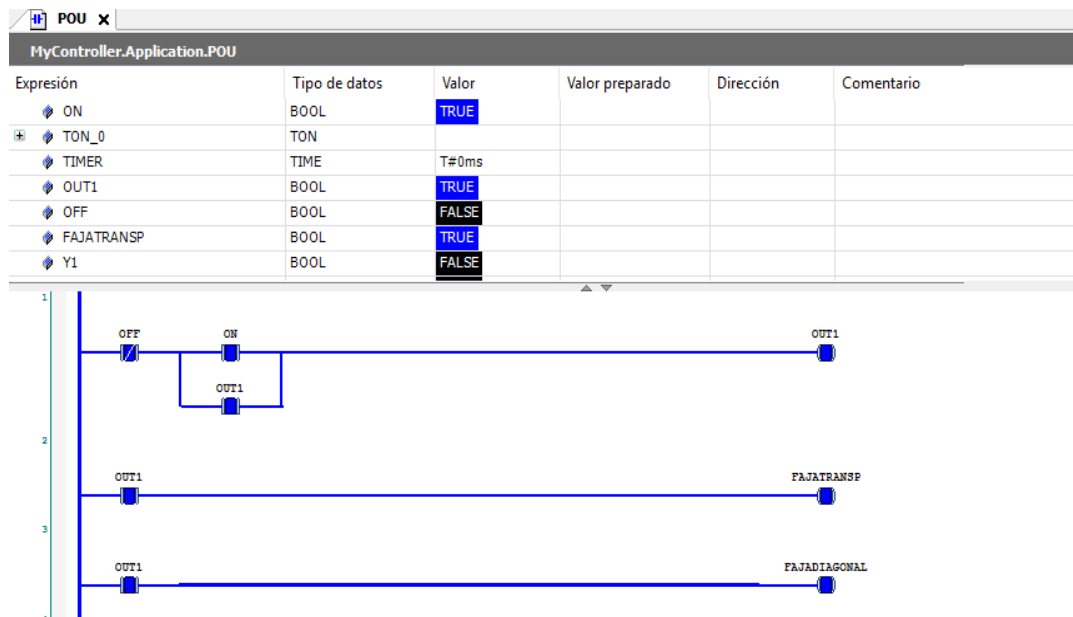 POU
MyController.Application.POU
Expresión Tipo de datos Valor Valor preparado Dirección Comentario
ON BOOL TRUE
TON_0 TON
TIMER TIME T#0ms
OUT1 BOOL TRUE
OFF BOOL FALSE
FAJATRANSP BOOL TRUE
Y1 BOOL FALSE
1
OFF ON OUT1
OUT1
2
OUT1 FAJATRANSP
3
OUT1 FAJADIAGONAL